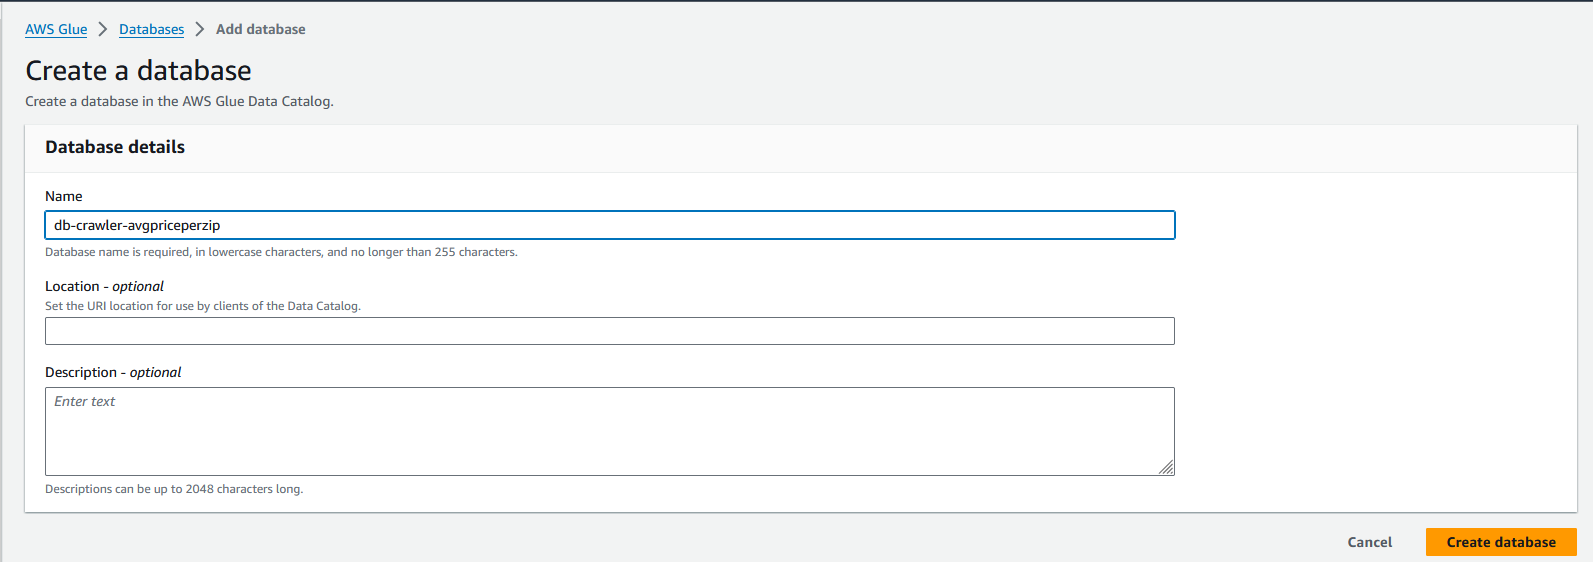 AWS Glue > Databases > Add database
Create a database
Create a database in the AWS Glue Data Catalog.
Database details
Name
db-crawler-avgpriceperzip
Database name is required, in lowercase characters, and no longer than 255 characters.
Location - optional
Set the URI location for use by clients of the Data Catalog.
Description - optional
Enter text
Descriptions can be up to 2048 characters long.
Cancel Create database